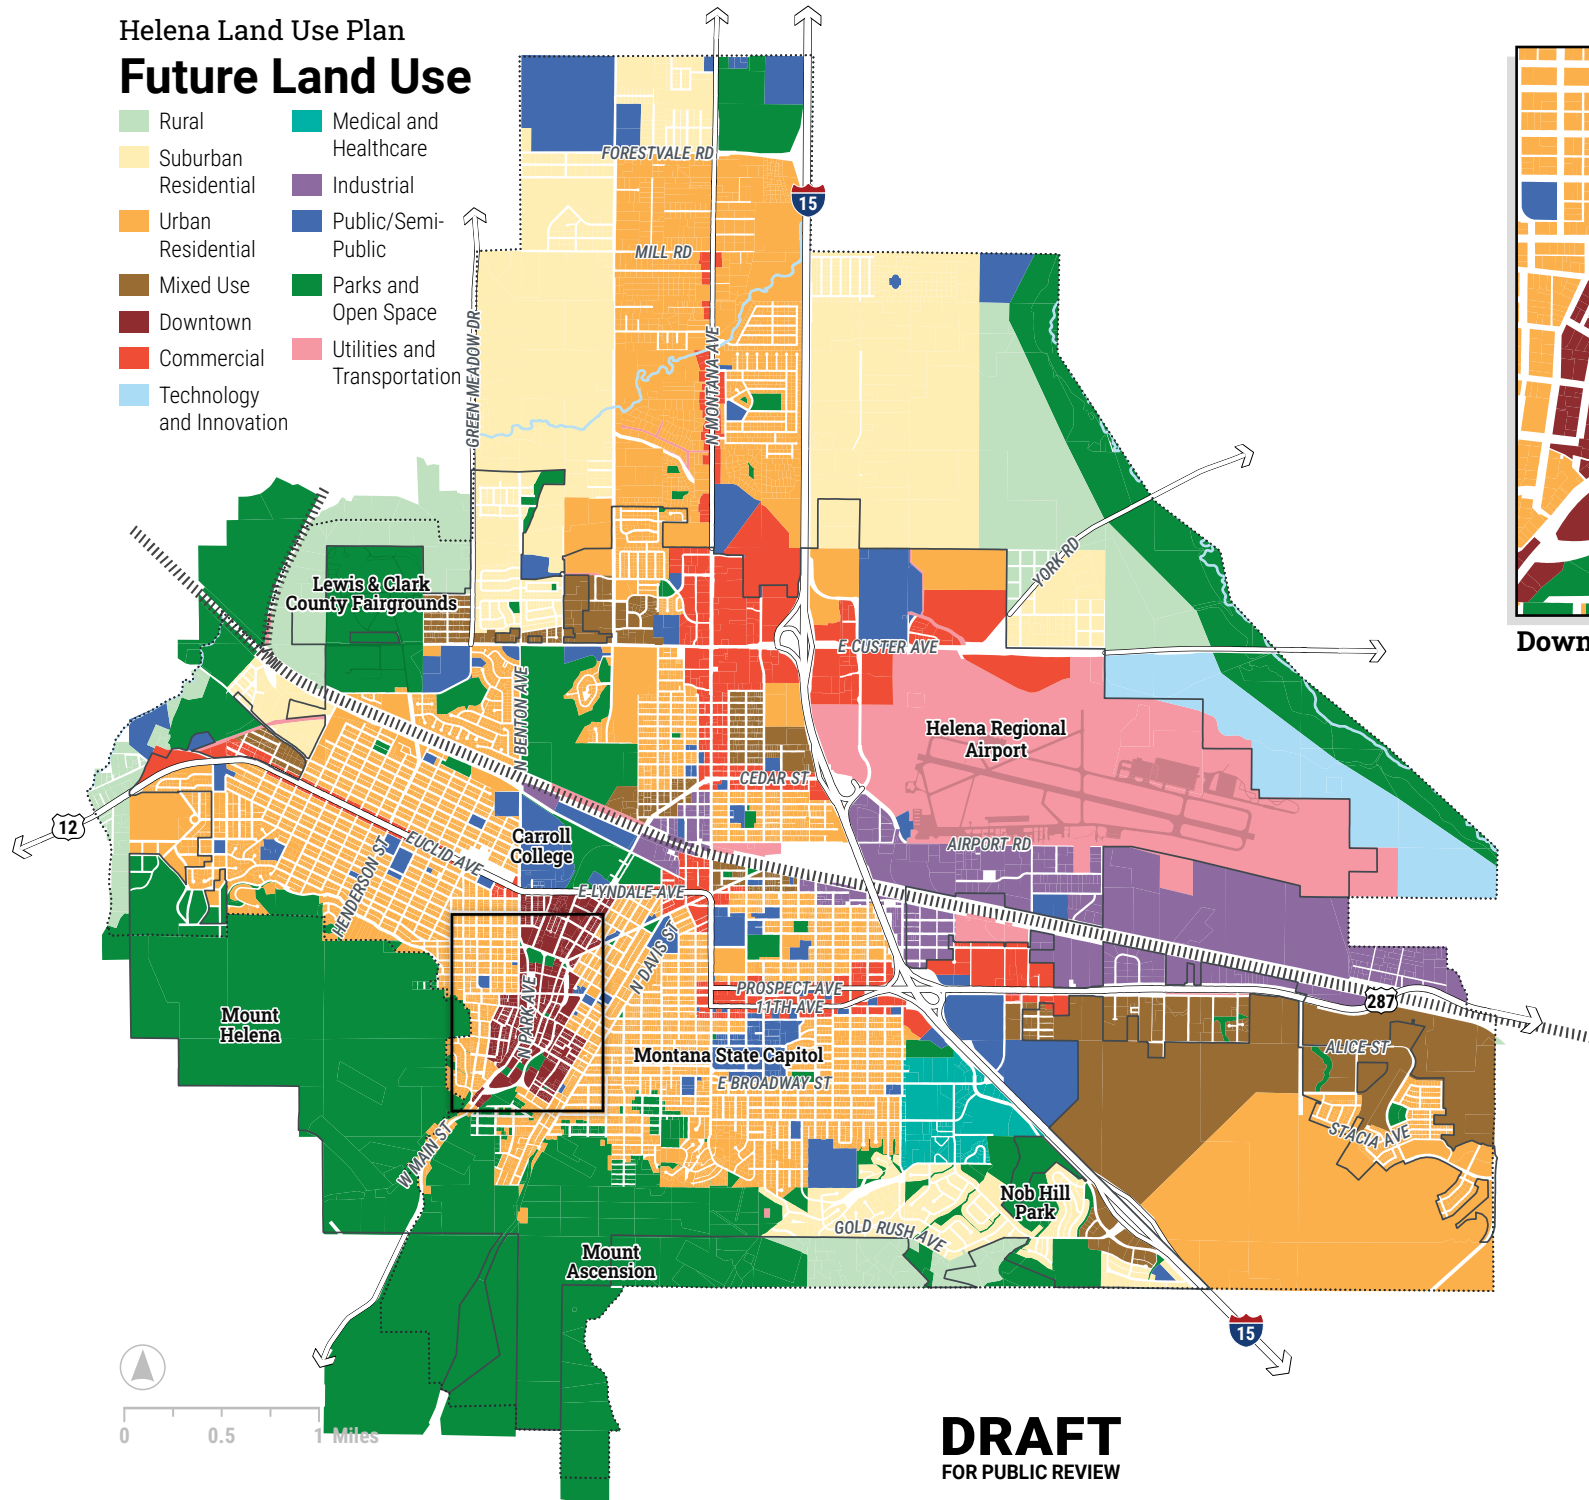 Helena Land Use Plan
Future Land Use
Rural
Suburban
Residential
Urban
Residential
Mixed Use
Downtown
Commercial
Technology
and Innovation
Medical and
Healthcare
Industrial
Public/Semi-
Public
Parks and
Open Space
Utilities and
Transportation
FORESTVALE RD
15
MILL RD
GREEN-MEADOW-DR
N-MONTANA-AVE
YORK-RD
Lewis & Clark
County Fairgrounds
E CUSTER AVE
Down
N-BENTON AVE
Helena Regional
Airport
CEDAR ST
12
Carroll
College
EUCLID-AVE
HENDERSON ST
AIRPORT RD
E-LYNDALE-AVE
N-DAVIS ST
N-PARK-AVE
PROSPECT-AVE
11TH-AVE
287
Mount
Helena
Montana State Capitol
E BROADWAY ST
ALICE ST
STACIA AVE
W MAIN ST
Nob Hill
Park
GOLD RUSH AVE
Mount
Ascension
15
0 0.5 1 Miles
DRAFT
FOR PUBLIC REVIEW